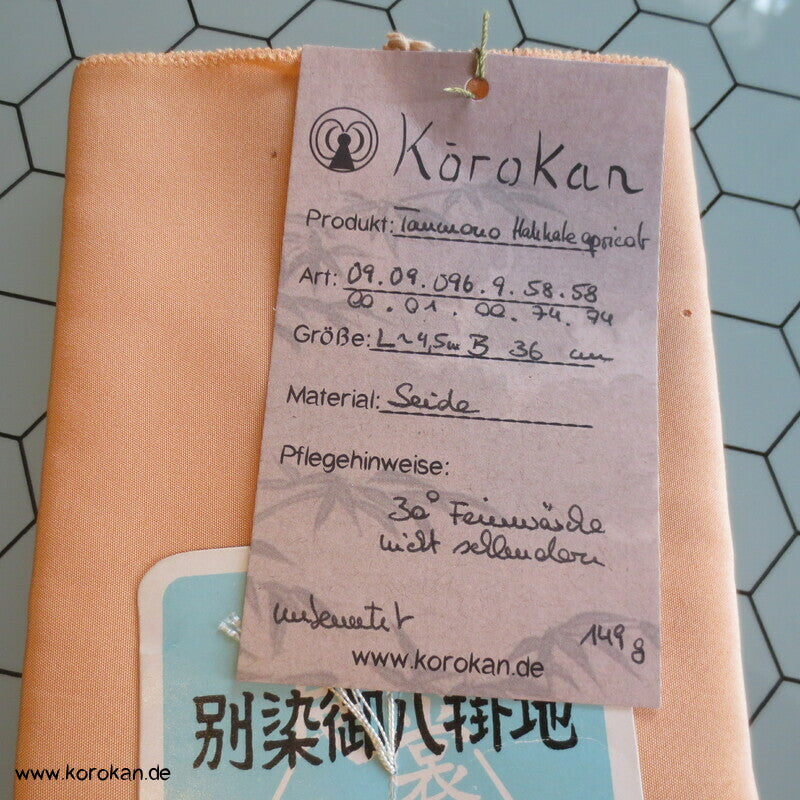 Kōrokan
Produkt: Tanmono Hakkake apricot
Art: 09.09.096.9.58.58
00.01.00.74.74
Größe: L~4,5m B 36 cm
Material: Seide
Pflegehinweise:
30° Feinwäsche
nicht schleudern
unbenutzt
149 g
www.korokan.de
別染御八掛地
裳
www.korokan.de